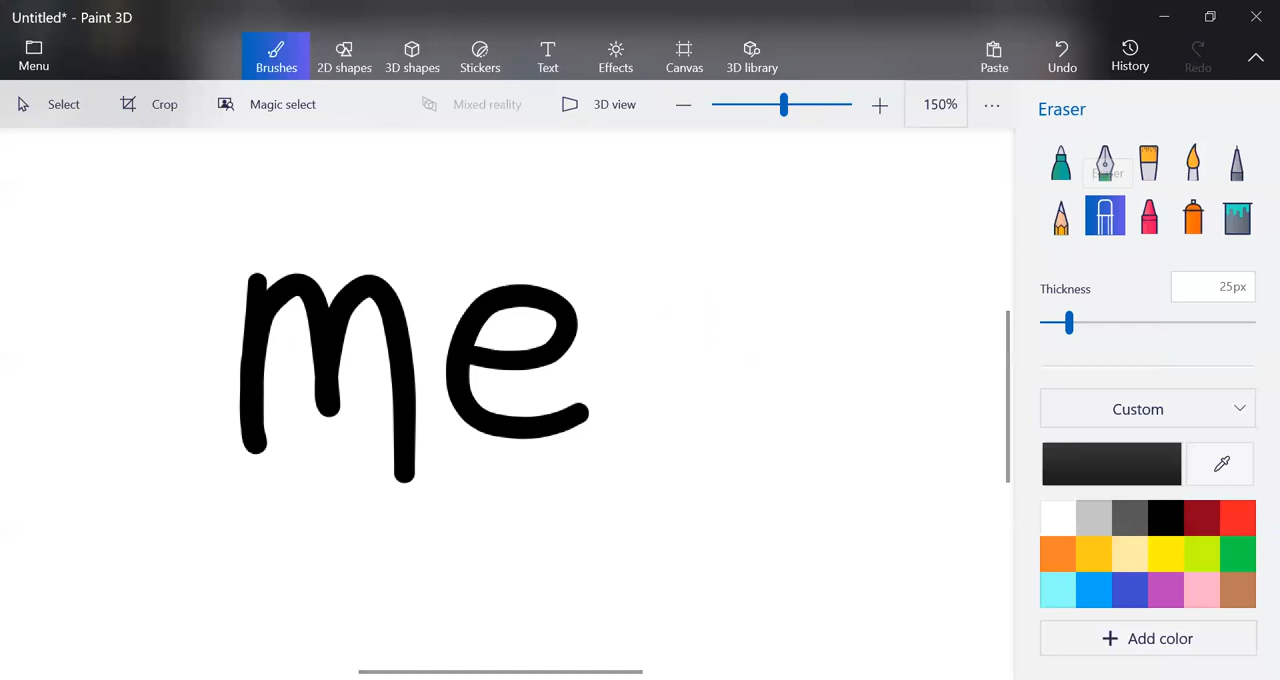 Untitled* - Paint 3D
Menu
Brushes 2D shapes 3D shapes Stickers Text Effects Canvas 3D library Paste Undo History Redo
Select Crop Magic select Mixed reality 3D view 150%
Eraser
Eraser
Thickness 25px
Custom
Add color
me